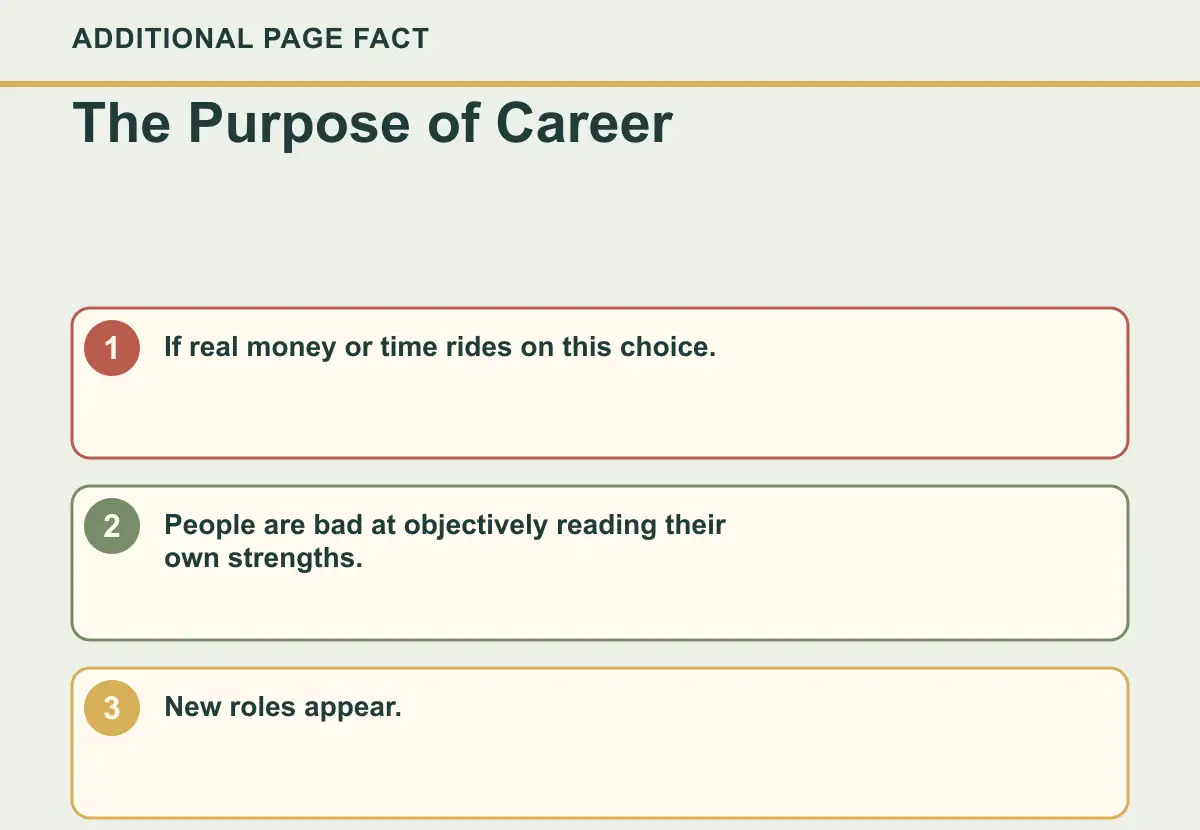 ADDITIONAL PAGE FACT
The Purpose of Career
1
If real money or time rides on this choice.
2
People are bad at objectively reading their
own strengths.
3
New roles appear.